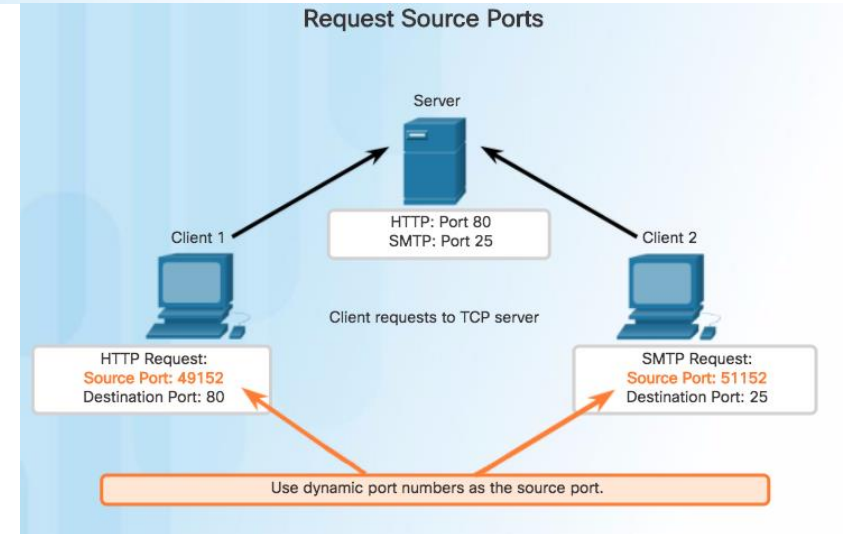 Request Source Ports
Server
HTTP: Port 80
SMTP: Port 25
Client 1
Client 2
Client requests to TCP server
HTTP Request:
Source Port: 49152
Destination Port: 80
SMTP Request:
Source Port: 51152
Destination Port: 25
Use dynamic port numbers as the source port.